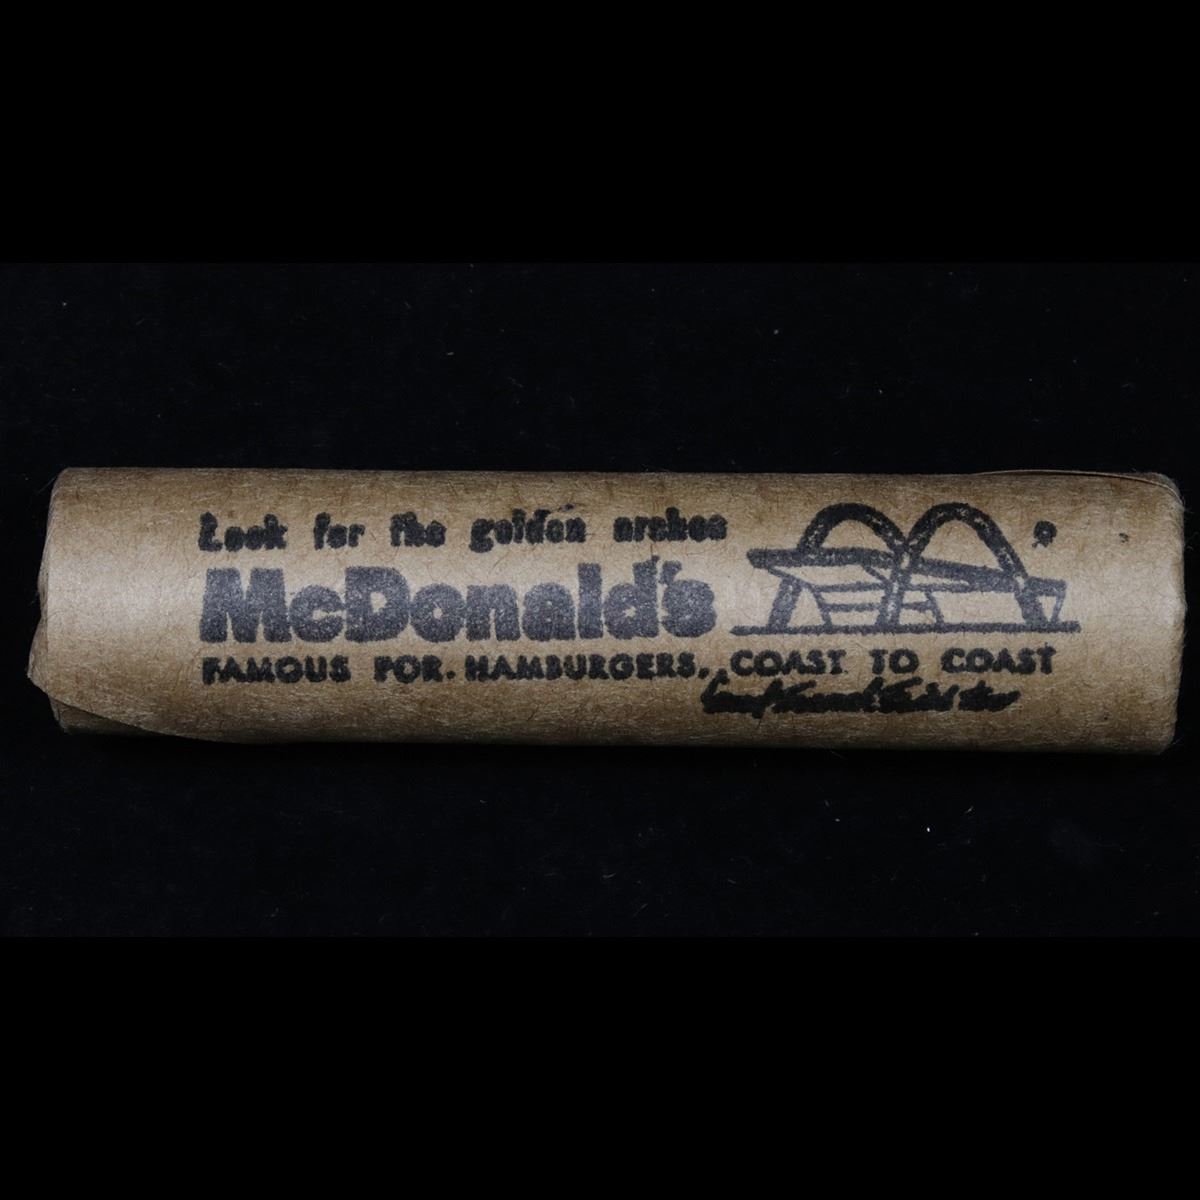 Look for the golden arches
McDonald's
®
FAMOUS FOR. HAMBURGERS, COAST TO COAST